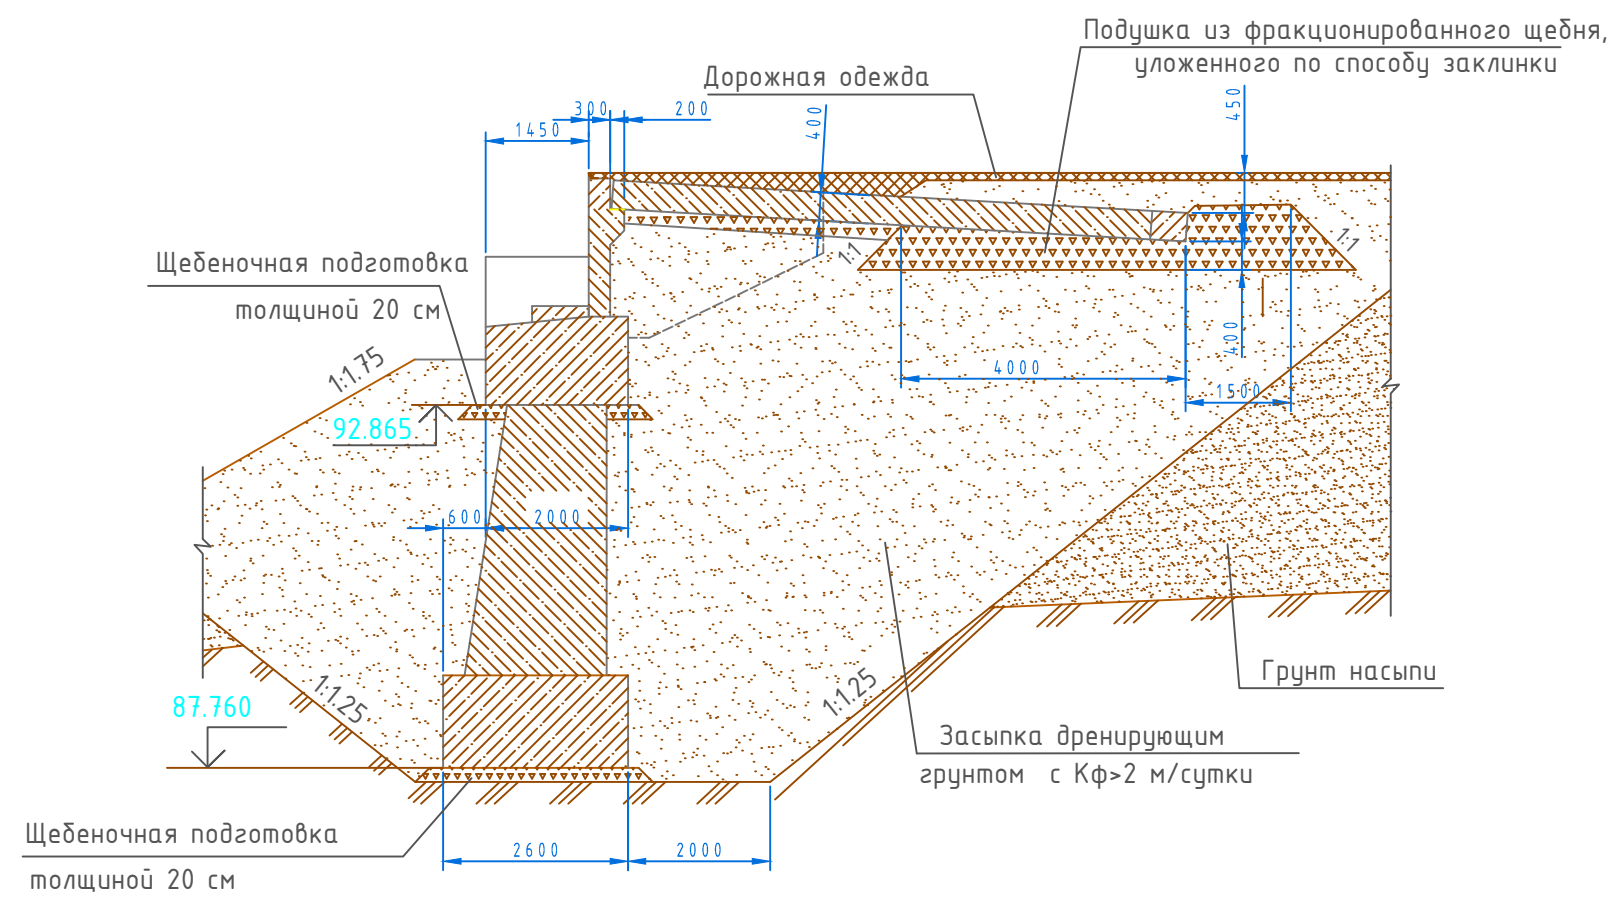 Подушка из фракционированного щебня,
уложенного по способу заклинки
Дорожная одежда
300
200
1450
400
450
Щебеночная подготовка
толщиной 20 см
1:1
1:1
1:1.75
400
4000
1500
92.865
600
2000
Грунт насыпи
87.760
1:1.25
1:1.25
Засыпка дренирующим
грунтом с Кф>2 м/сутки
Щебеночная подготовка
толщиной 20 см
2600
2000